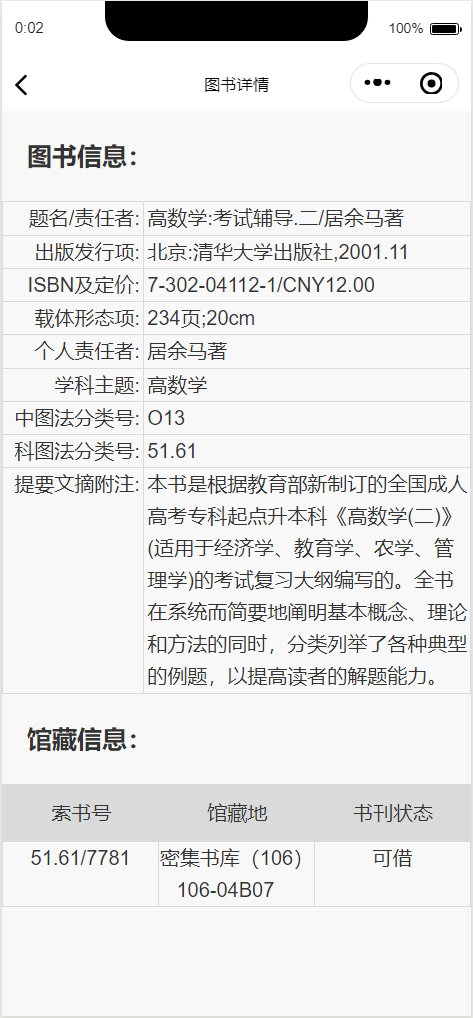 0:02
100%
图书详情
图书信息：
题名/责任者: 高数学:考试辅导.二/居余马著
出版发行项: 北京:清华大学出版社,2001.11
ISBN及定价: 7-302-04112-1/CNY12.00
载体形态项: 234页;20cm
个人责任者: 居余马著
学科主题: 高数学
中图法分类号: O13
科图法分类号: 51.61
提要文摘附注: 本书是根据教育部新制订的全国成人
高考专科起点升本科《高数学(二)》
(适用于经济学、教育学、农学、管
理学)的考试复习大纲编写的。全书
在系统而简要地阐明基本概念、理论
和方法的同时，分类列举了各种典型
的例题，以提高读者的解题能力。
馆藏信息：
索书号 馆藏地 书刊状态
51.61/7781 密集书库（106） 可借
106-04B07